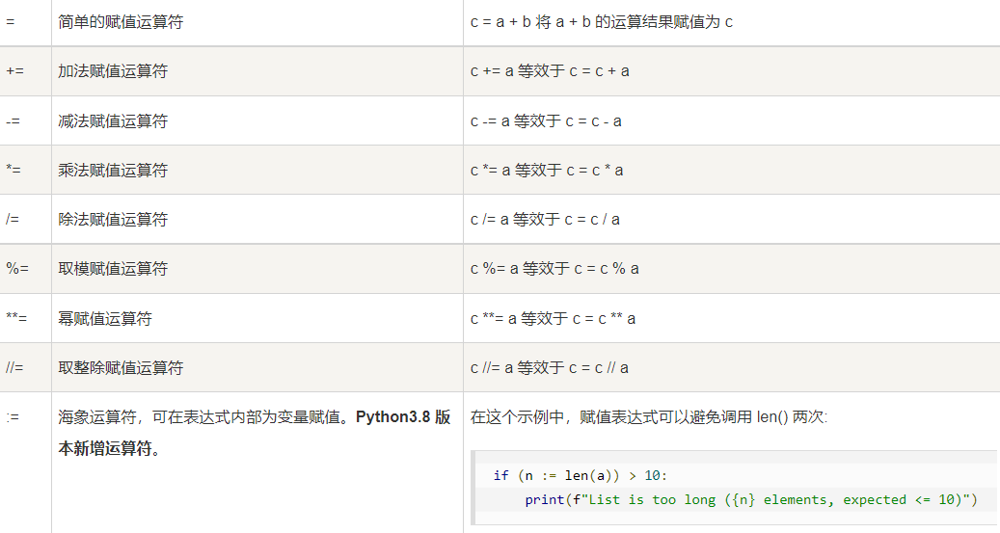 = 简单的赋值运算符 c = a + b 将 a + b 的运算结果赋值为 c
+= 加法赋值运算符 c += a 等效于 c = c + a
-= 减法赋值运算符 c -= a 等效于 c = c - a
*= 乘法赋值运算符 c *= a 等效于 c = c * a
/= 除法赋值运算符 c /= a 等效于 c = c / a
%= 取模赋值运算符 c %= a 等效于 c = c % a
**= 幂赋值运算符 c **= a 等效于 c = c ** a
//= 取整除赋值运算符 c //= a 等效于 c = c // a
:= 海象运算符，可在表达式内部为变量赋值。Python3.8 版
本新增运算符。
在这个示例中，赋值表达式可以避免调用 len() 两次:
if (n := len(a)) > 10:
    print(f"List is too long ({n} elements, expected <= 10)")